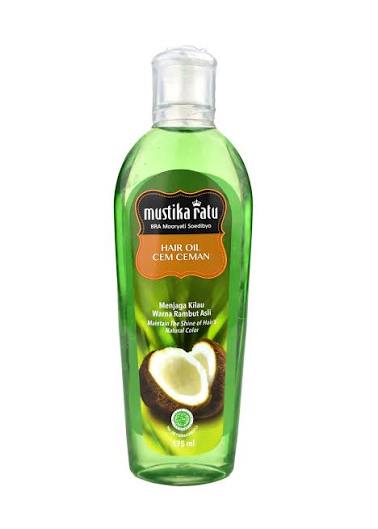 mustika ratu
BRA Mooryati Soedibyo
HAIR OIL
CEM CEMAN
Menjaga Kilau
Warna Rambut Asli
Maintain The Shine of Hair's
Natural Color
175 ml